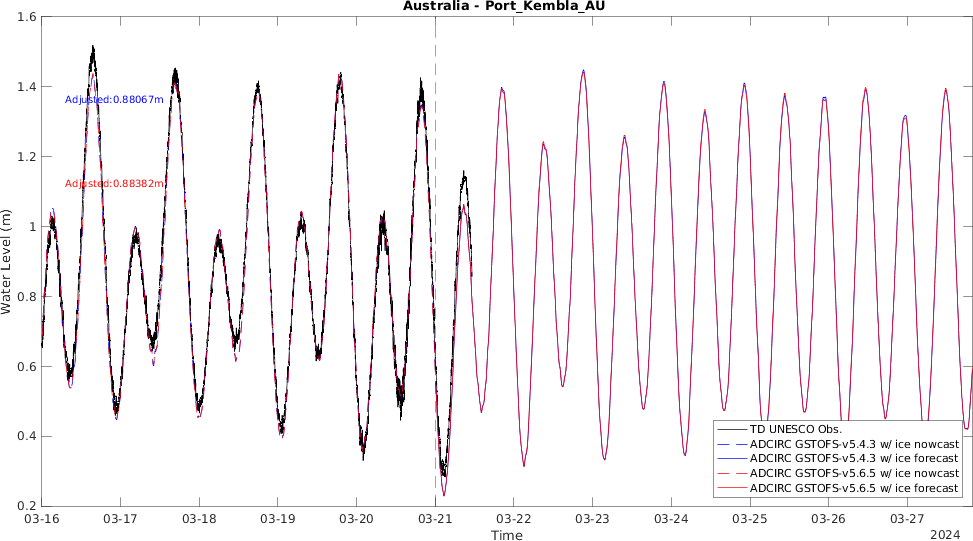 Australia - Port_Kembla_AU
1.6
1.4
1.2
1
0.8
0.6
0.4
0.2
Water Level (m)
Adjusted:0.88067m
Adjusted:0.88382m
TD UNESCO Obs.
ADCIRC GSTOFS-v5.4.3 w/ ice nowcast
ADCIRC GSTOFS-v5.4.3 w/ ice forecast
ADCIRC GSTOFS-v5.6.5 w/ ice nowcast
ADCIRC GSTOFS-v5.6.5 w/ ice forecast
03-16 03-17 03-18 03-19 03-20 03-21 03-22 03-23 03-24 03-25 03-26 03-27
Time
2024